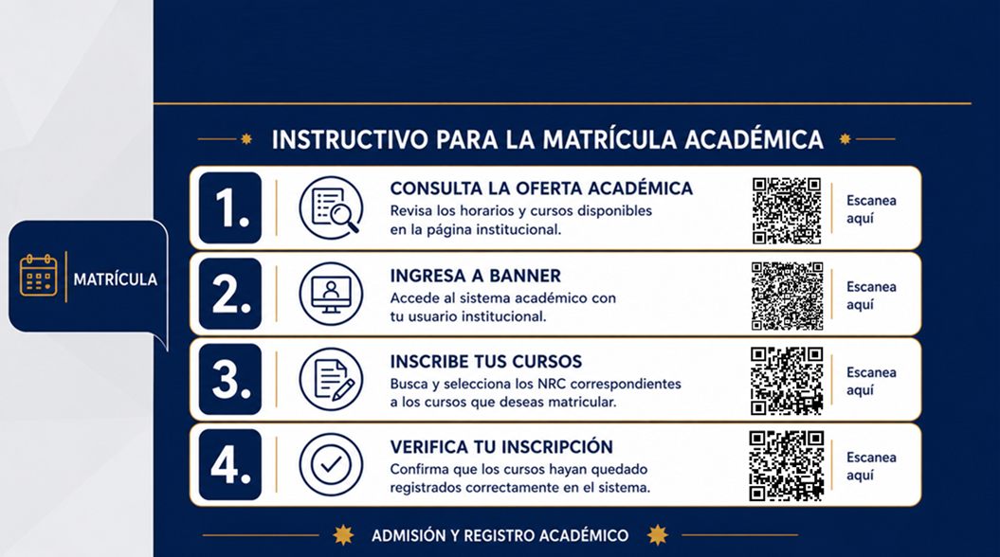 INSTRUCTIVO PARA LA MATRÍCULA ACADÉMICA
1.
CONSULTA LA OFERTA ACADÉMICA
Revisa los horarios y cursos disponibles
en la página institucional.
Escanea
aquí
MATRÍCULA
2.
INGRESA A BANNER
Accede al sistema académico con
tu usuario institucional.
Escanea
aquí
3.
INSCRIBE TUS CURSOS
Busca y selecciona los NRC correspondientes
a los cursos que deseas matricular.
Escanea
aquí
4.
VERIFICA TU INSCRIPCIÓN
Confirma que los cursos hayan quedado
registrados correctamente en el sistema.
Escanea
aquí
ADMISIÓN Y REGISTRO ACADÉMICO